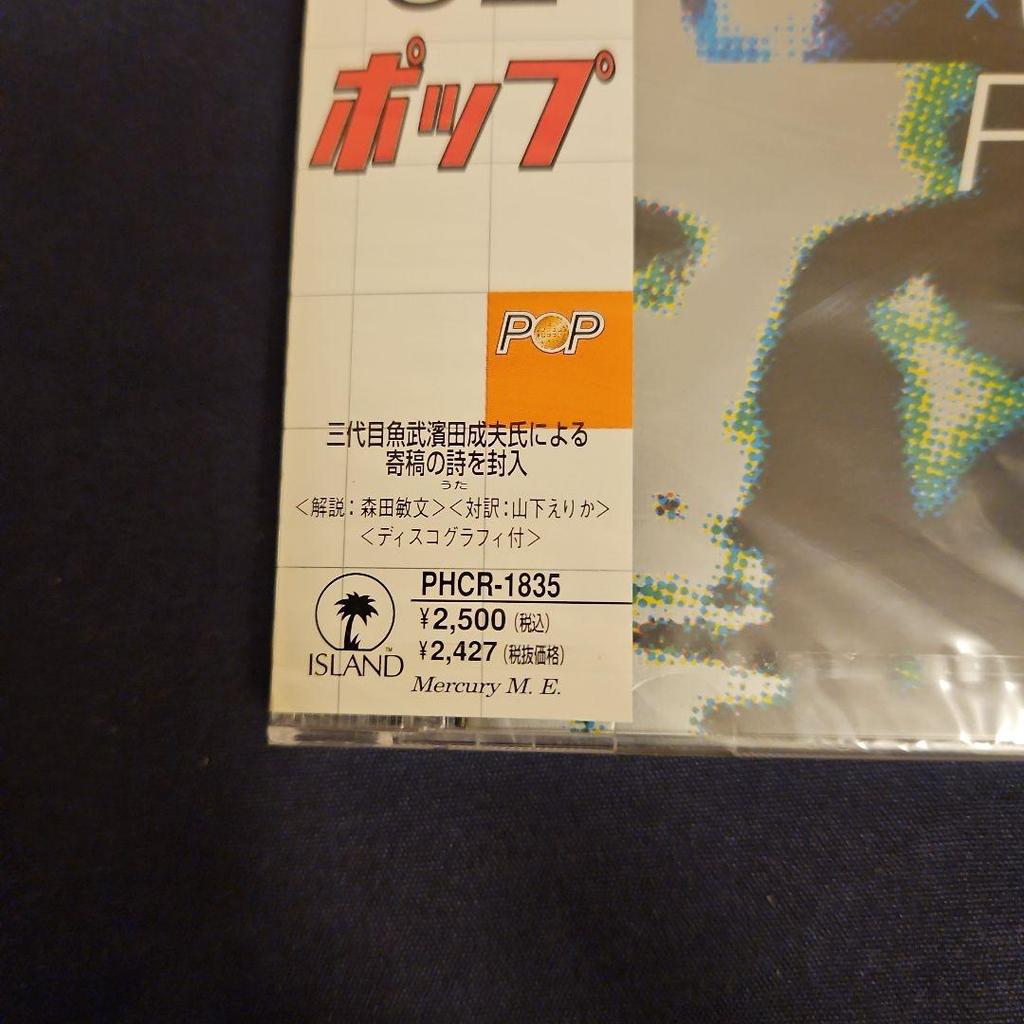 ポップ
POP
三代目魚武濱田成夫氏による
寄稿の詩を封入
うた
＜解説：森田敏文＞＜対訳：山下えりか＞
＜ディスコグラフィ付＞
PHCR-1835
¥2,500 (税込)
¥2,427 (税抜価格)
ISLAND™
Mercury M. E.